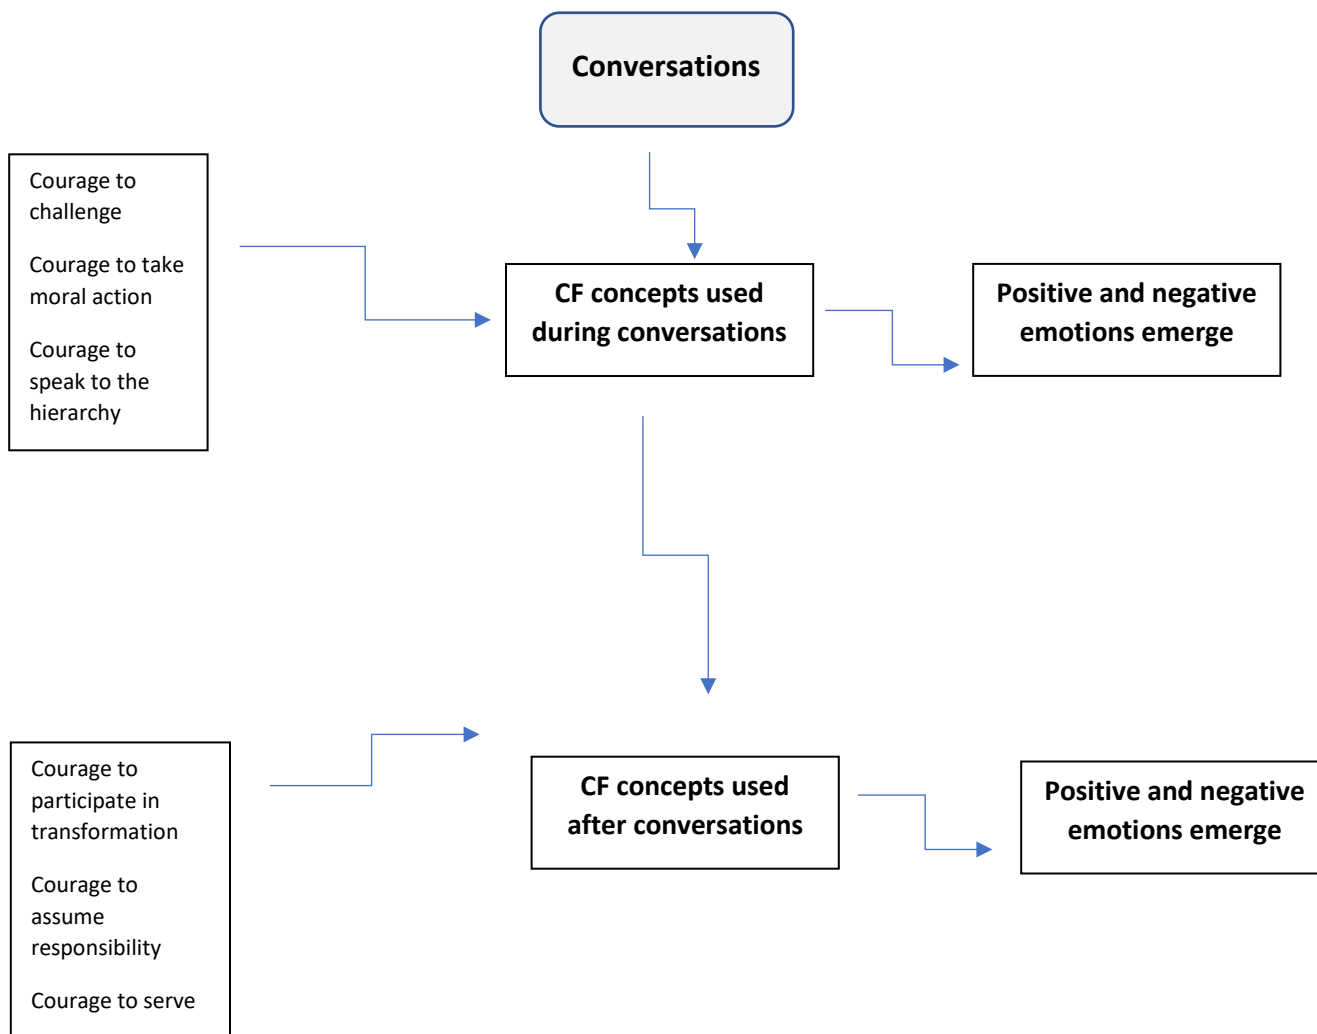 Conversations
Courage to
challenge
Courage to take
moral action
Courage to
speak to the
hierarchy
CF concepts used
during conversations
Positive and negative
emotions emerge
Courage to
participate in
transformation
Courage to
assume
responsibility
Courage to serve
CF concepts used
after conversations
Positive and negative
emotions emerge